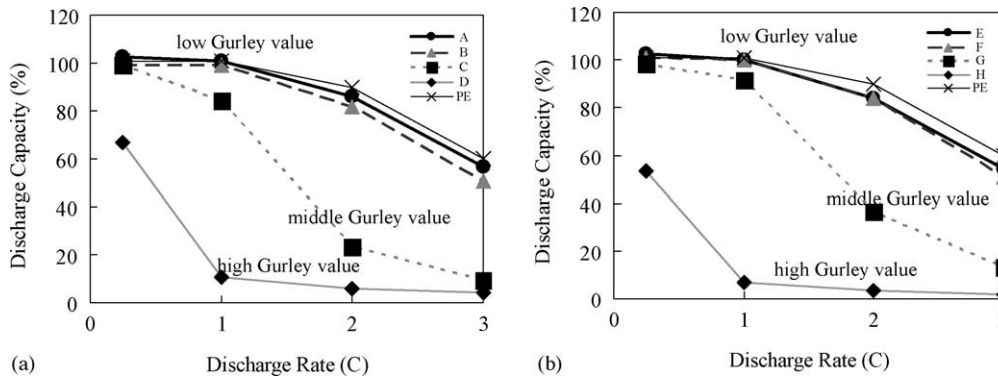 120
100
80
60
40
20
0
0
1
2
3
Discharge Capacity (%)
Discharge Rate (C)
low Gurley value
middle Gurley value
high Gurley value
A
B
C
D
PE
(a)
120
100
80
60
40
20
0
0
1
2
Discharge Capacity (%)
Discharge Rate (C)
low Gurley value
middle Gurley value
high Gurley value
E
F
G
H
PE
(b)